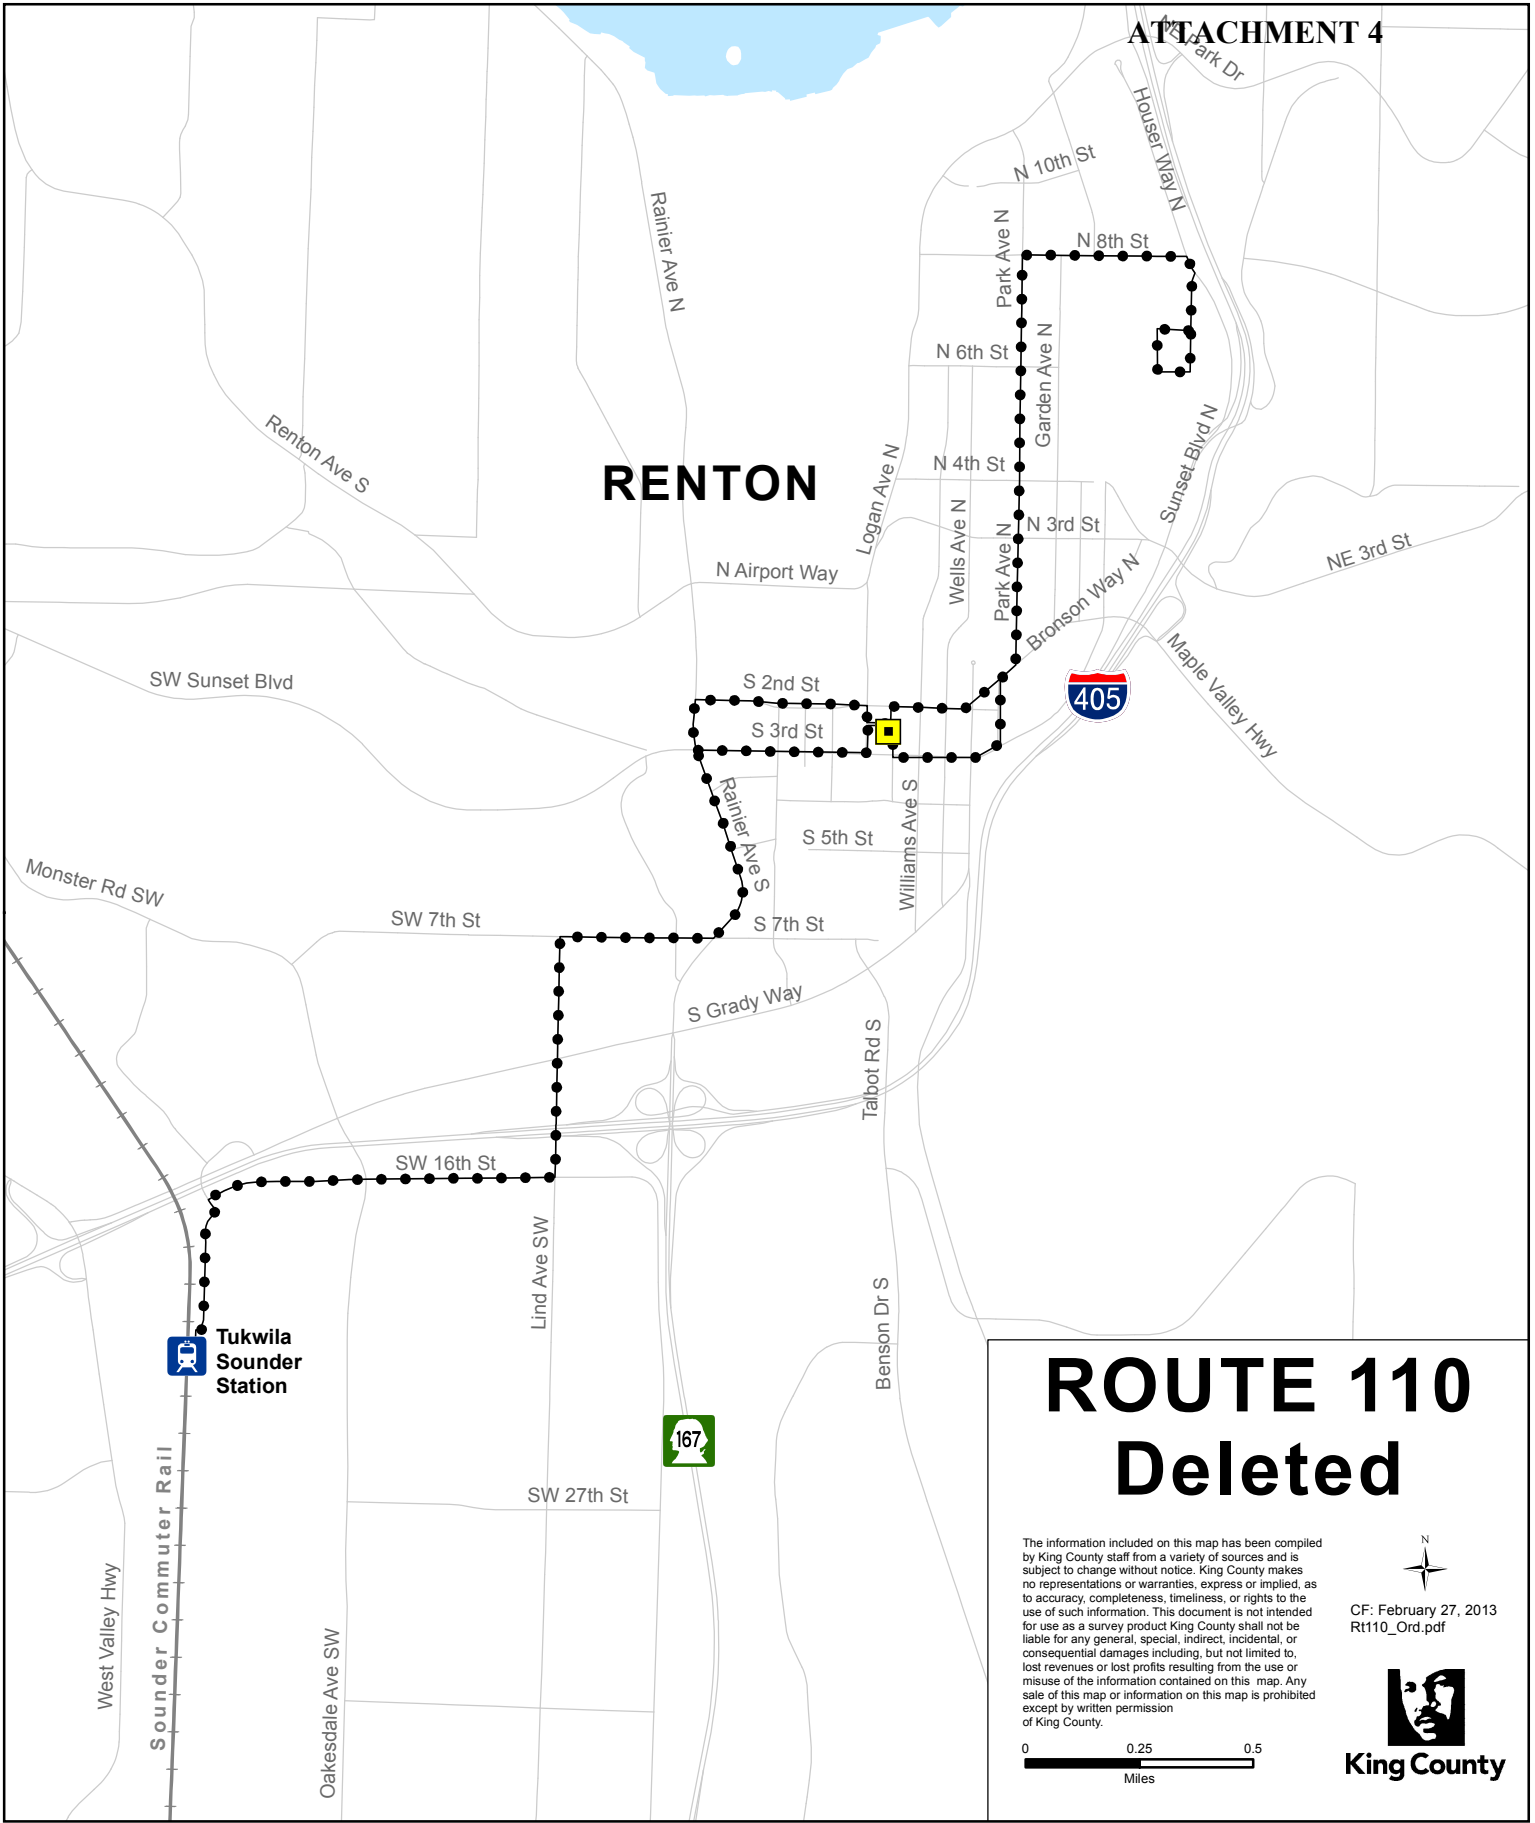 ATTACHMENT 4
NE Park Dr
Houser Way N
N 10th St
Rainier Ave N
Park Ave N
N 8th St
N 6th St
Garden Ave N
Renton Ave S
Sunset Blvd N
RENTON
Logan Ave N
N 4th St
Wells Ave N
Park Ave N
N 3rd St
NE 3rd St
N Airport Way
Bronson Way N
Maple Valley Hwy
SW Sunset Blvd
S 2nd St
405
S 3rd St
Rainier Ave S
Williams Ave S
S 5th St
Monster Rd SW
SW 7th St
S 7th St
S Grady Way
Talbot Rd S
SW 16th St
Lind Ave SW
Benson Dr S
Tukwila
Sounder
Station
167
SW 27th St
Sounder Commuter Rail
West Valley Hwy
Oakesdale Ave SW
ROUTE 110
Deleted
The information included on this map has been compiled
by King County staff from a variety of sources and is
subject to change without notice. King County makes
no representations or warranties, express or implied, as
to accuracy, completeness, timeliness, or rights to the
use of such information. This document is not intended
for use as a survey product King County shall not be
liable for any general, special, indirect, incidental, or
consequential damages including, but not limited to,
lost revenues or lost profits resulting from the use or
misuse of the information contained on this map. Any
sale of this map or information on this map is prohibited
except by written permission
of King County.
N
CF: February 27, 2013
Rt110_Ord.pdf
0 0.25 0.5
Miles
King County